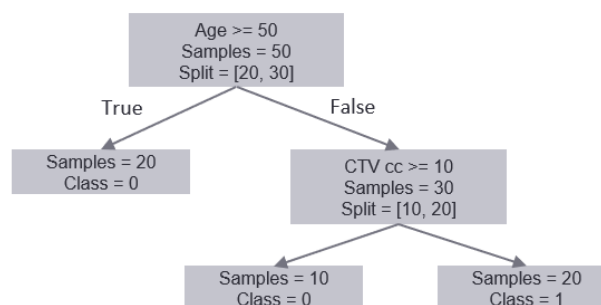 Age >= 50
Samples = 50
Split = [20, 30]
True
False
Samples = 20
Class = 0
CTV cc >= 10
Samples = 30
Split = [10, 20]
Samples = 10
Class = 0
Samples = 20
Class = 1